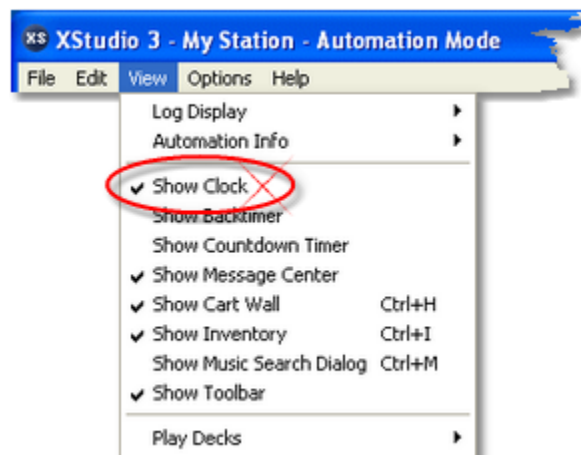 XS XStudio 3 - My Station - Automation Mode
File Edit View Options Help
Log Display
Automation Info
Show Clock
Show Backtimer
Show Countdown Timer
Show Message Center
Show Cart Wall Ctrl+H
Show Inventory Ctrl+I
Show Music Search Dialog Ctrl+M
Show Toolbar
Play Decks